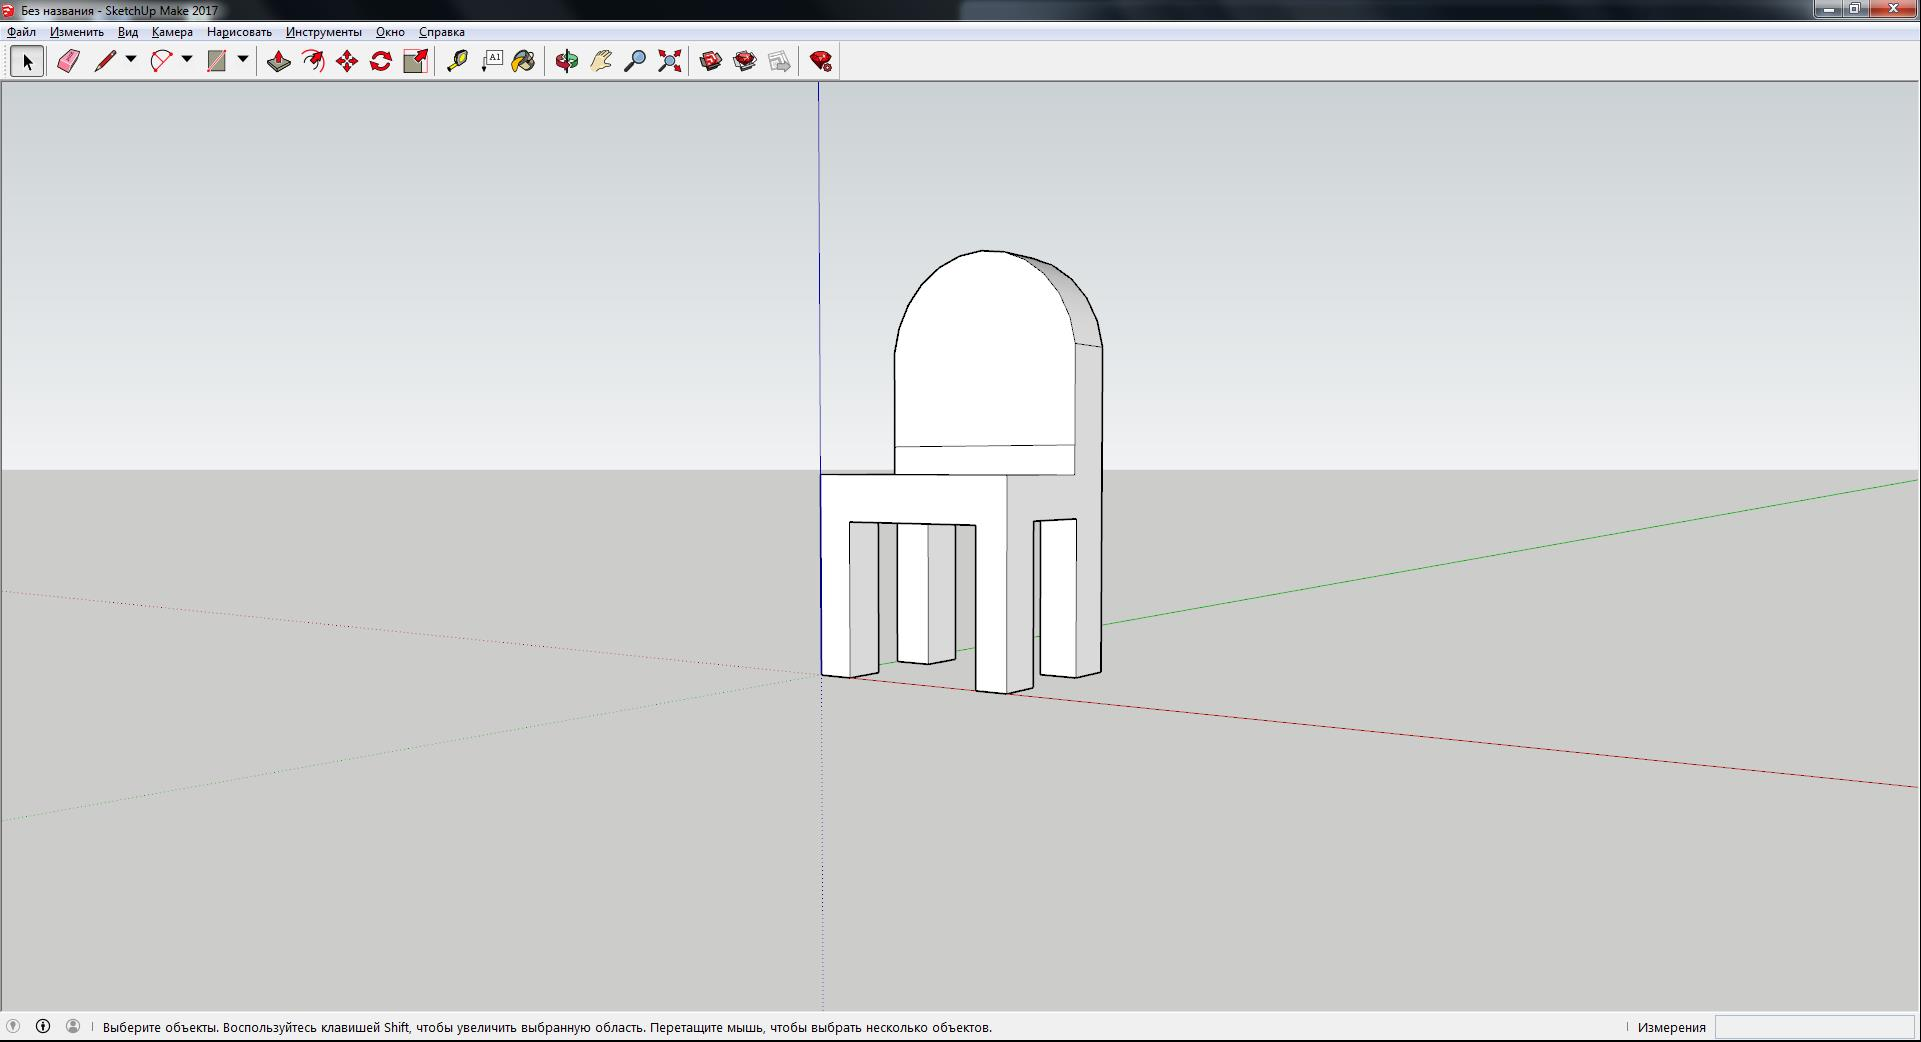 Без названия - SketchUp Make 2017
Файл Изменить Вид Камера Нарисовать Инструменты Окно Справка
A1
Выберите объекты. Воспользуйтесь клавишей Shift, чтобы увеличить выбранную область. Перетащите мышь, чтобы выбрать несколько объектов.
Измерения